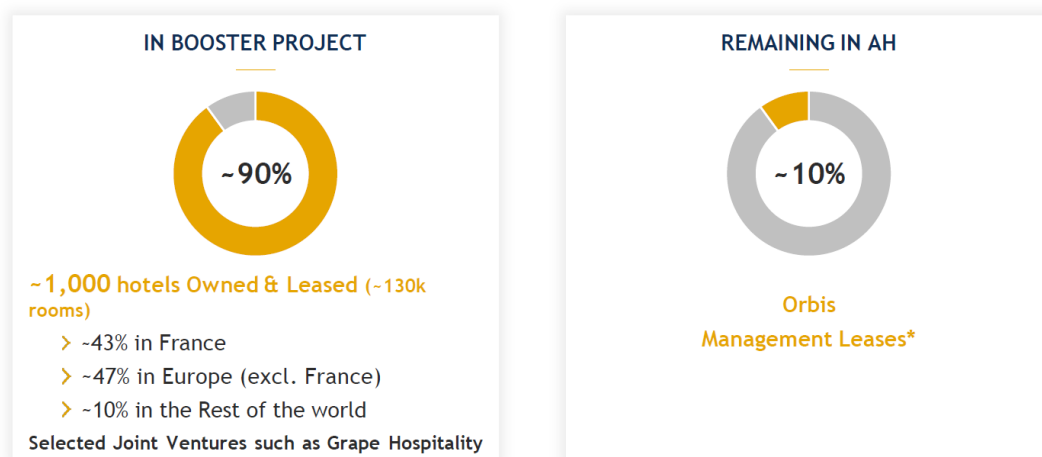 IN BOOSTER PROJECT
~90%
~1,000 hotels Owned & Leased (~130k
rooms)
~43% in France
~47% in Europe (excl. France)
~10% in the Rest of the world
Selected Joint Ventures such as Grape Hospitality
REMAINING IN AH
~10%
Orbis
Management Leases*